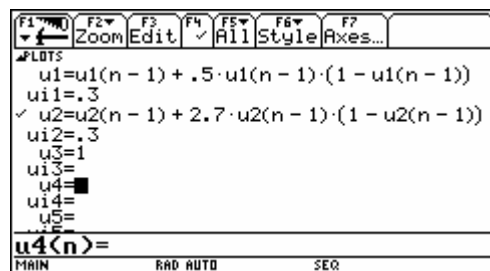 F1 F2 Zoom F3 Edit F4 ✓ F5 All F6 Style F7 Axes...
PLOTS
u1=u1(n - 1) + .5·u1(n - 1)·(1 - u1(n - 1))
ui1=.3
✓ u2=u2(n - 1) + 2.7·u2(n - 1)·(1 - u2(n - 1))
ui2=.3
u3=1
ui3=
u4=
ui4=
u5=
u4(n)=
MAIN RAD AUTO SEQ